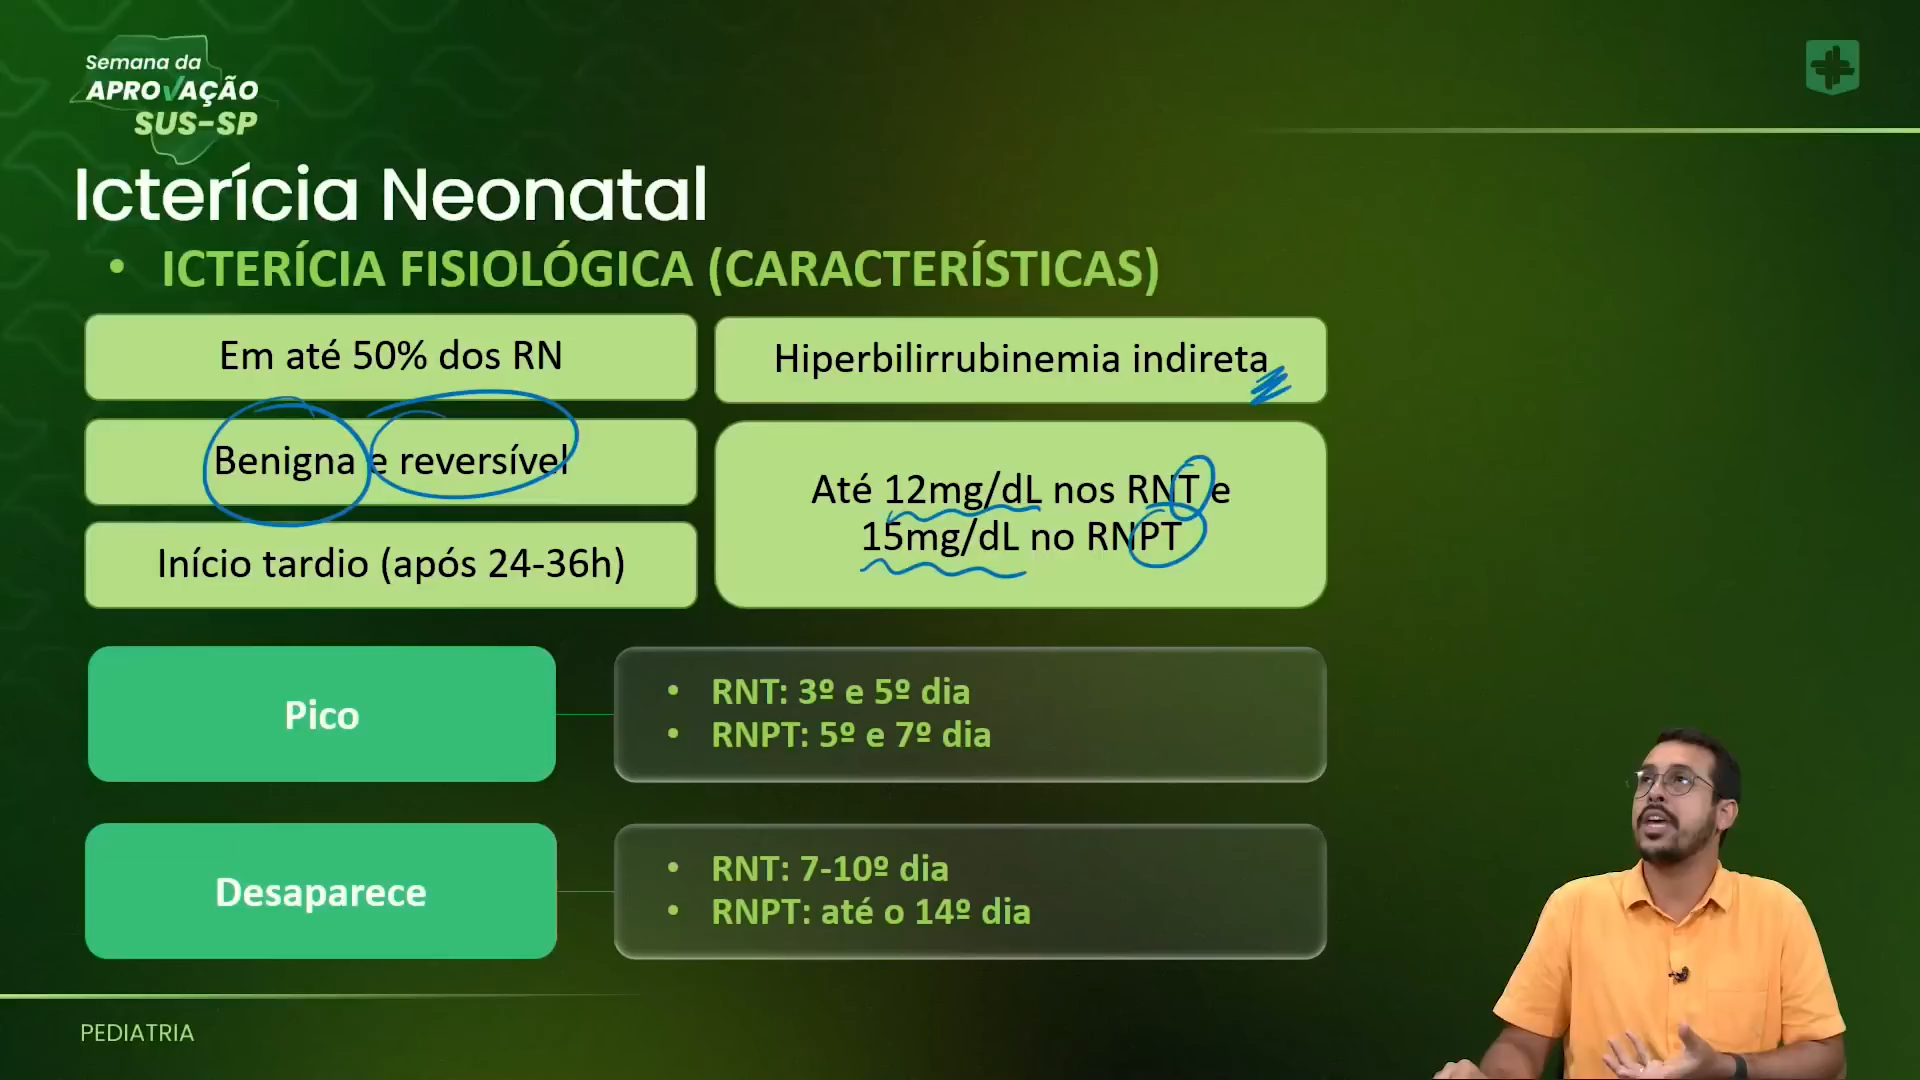 Semana da
APROVAÇÃO
SUS-SP
Icterícia Neonatal
• ICTERÍCIA FISIOLÓGICA (CARACTERÍSTICAS)
Em até 50% dos RN
Hiperbilirrubinemia indireta
Benigna e reversível
Até 12mg/dL nos RNT e
15mg/dL no RNPT
Início tardio (após 24-36h)
Pico
• RNT: 3º e 5º dia
• RNPT: 5º e 7º dia
Desaparece
• RNT: 7-10º dia
• RNPT: até o 14º dia
PEDIATRIA